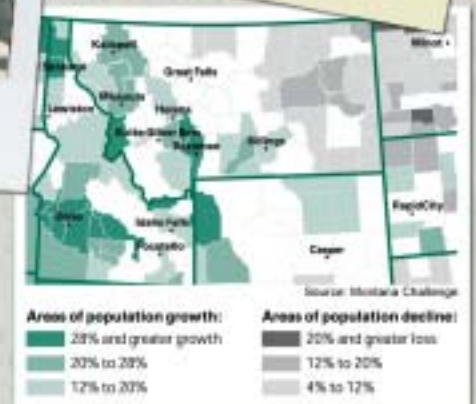 Kalispell
Minot
Spokane
Great Falls
Lewiston
Missoula
Helena
Butte-Silver Bow
Bozeman
Billings
Boise
Idaho Falls
Pocatello
Casper
Rapid City
Source: Montana Challenge
Areas of population growth:
28% and greater growth
20% to 28%
12% to 20%
Areas of population decline:
20% and greater loss
12% to 20%
4% to 12%